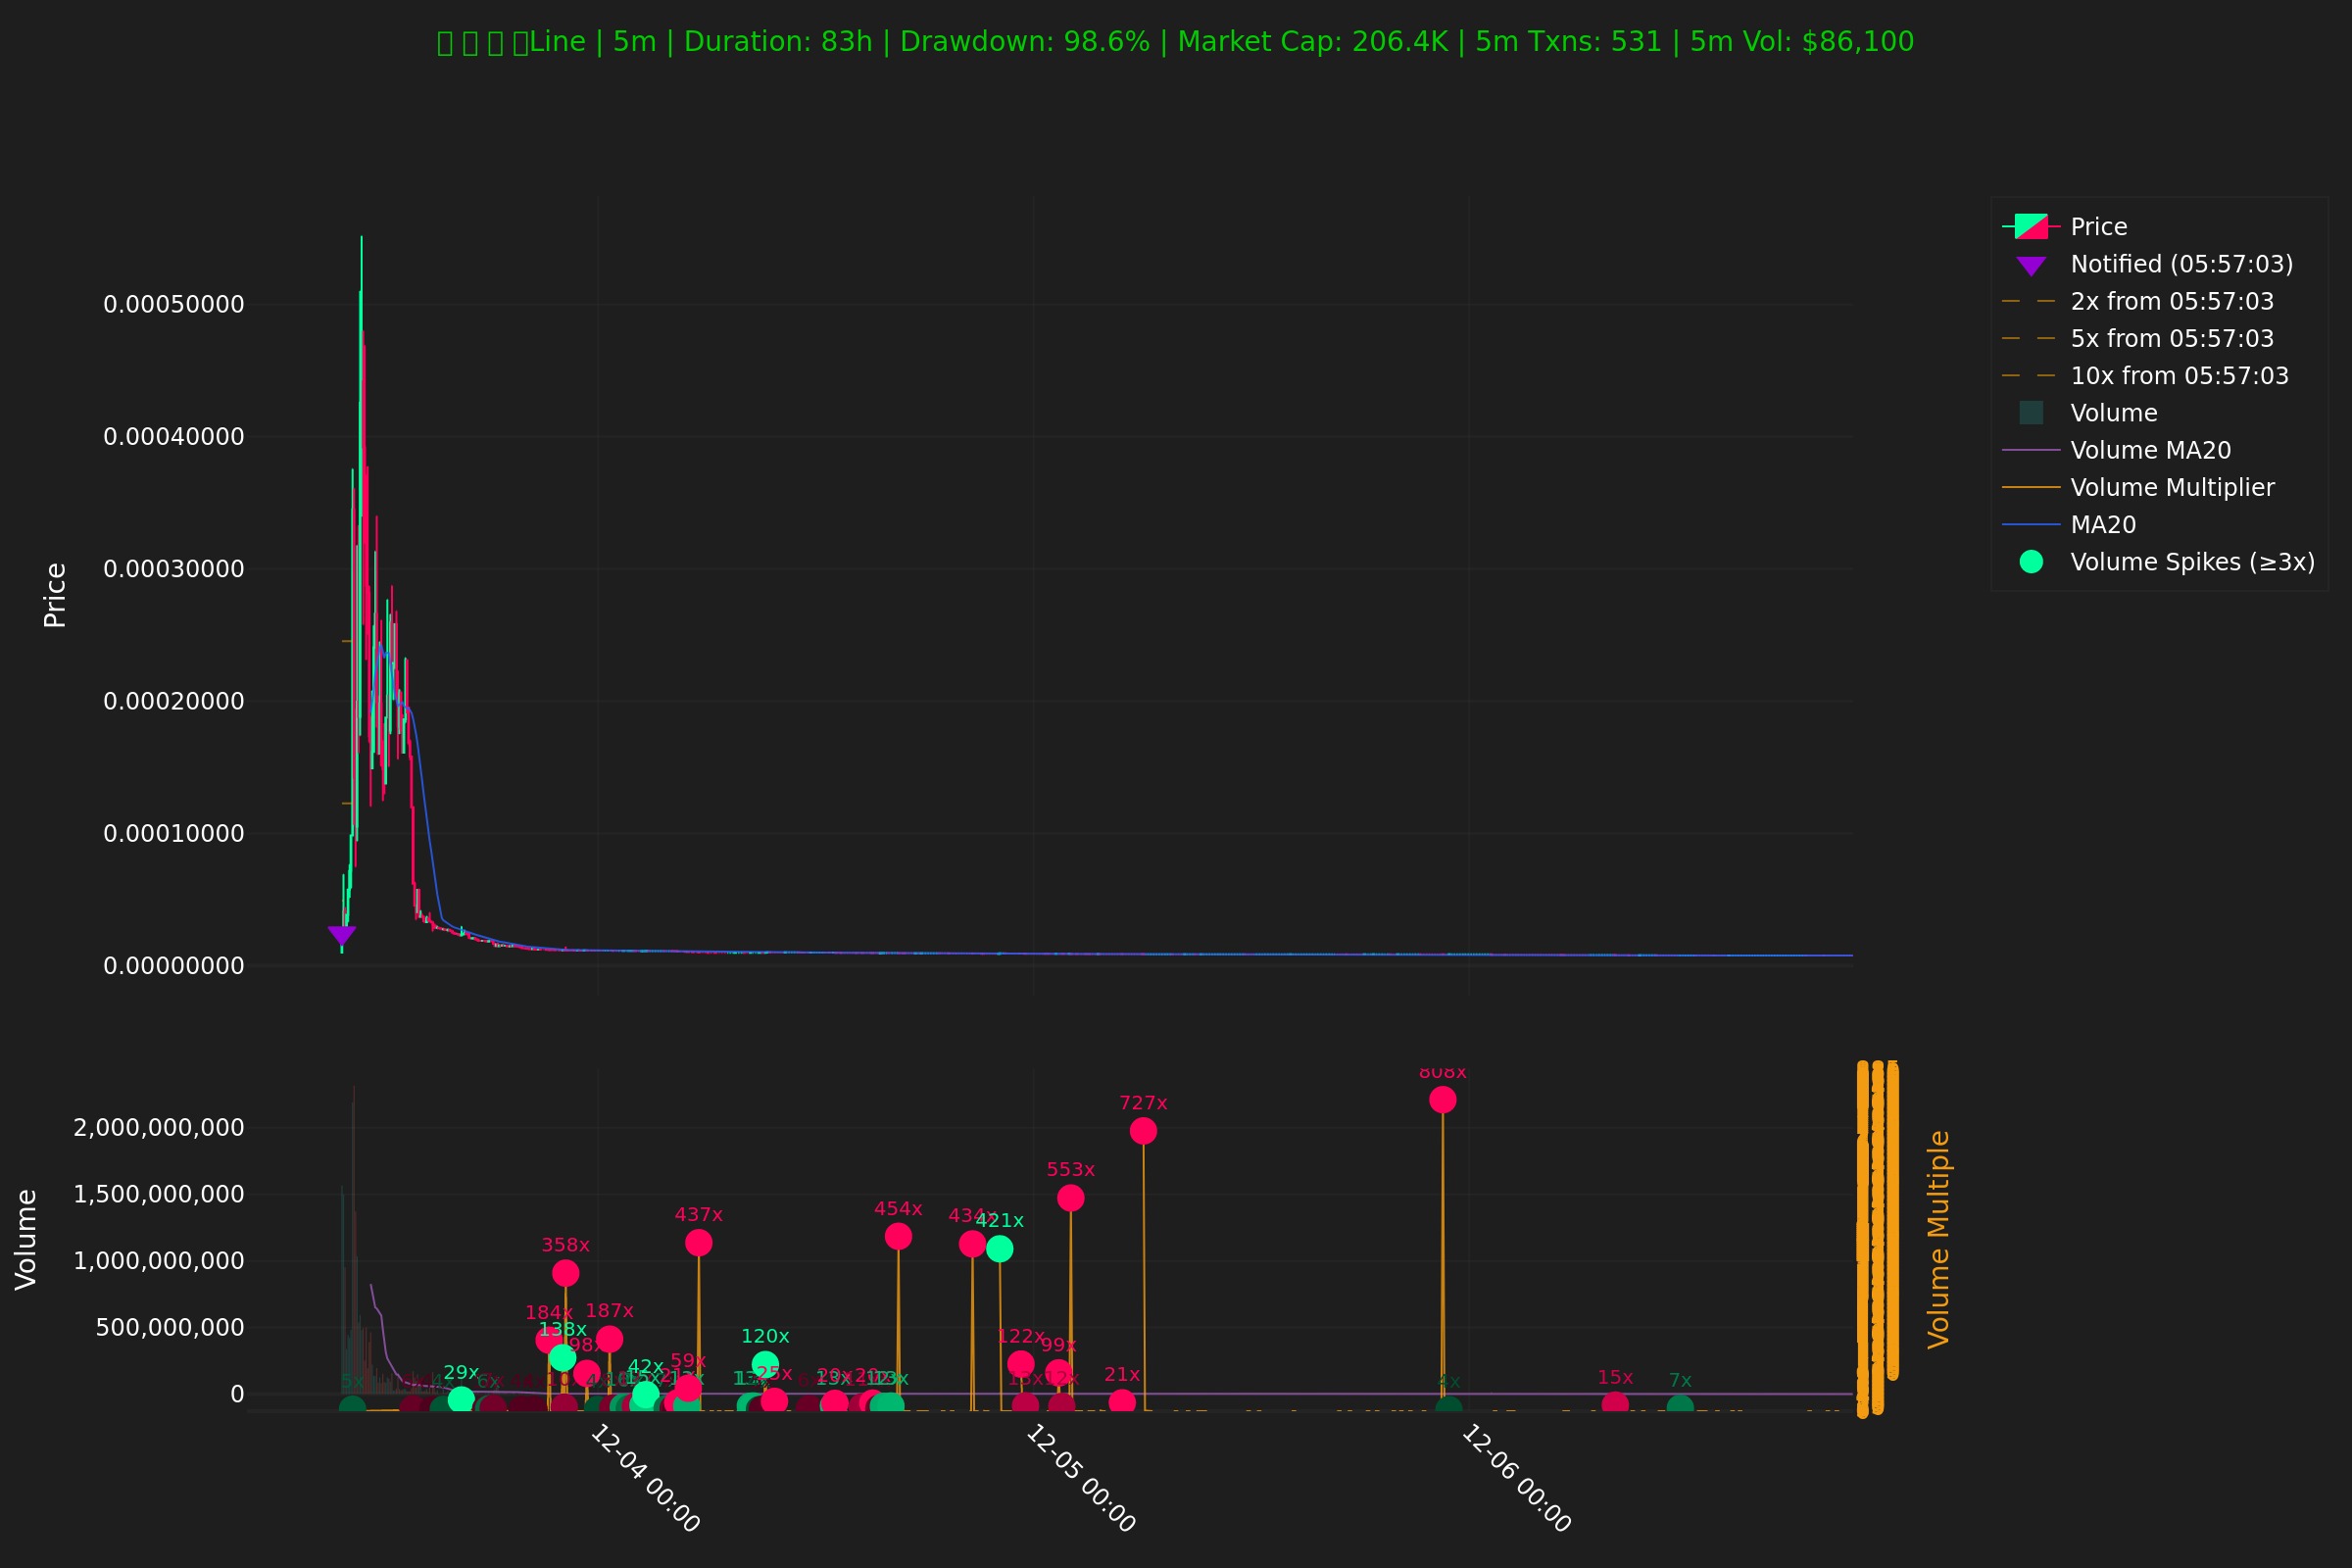 Line | 5m | Duration: 83h | Drawdown: 98.6% | Market Cap: 206.4K | 5m Txns: 531 | 5m Vol: $86,100
Price
0.00050000
0.00040000
0.00030000
0.00020000
0.00010000
0.00000000
Price
Notified (05:57:03)
2x from 05:57:03
5x from 05:57:03
10x from 05:57:03
Volume
Volume MA20
Volume Multiplier
MA20
Volume Spikes (≥3x)
Volume
2,000,000,000
1,500,000,000
1,000,000,000
500,000,000
0
808x
727x
553x
437x
454x
434x
421x
358x
184x
187x
138x
98x
120x
122x
99x
59x
42x
29x
25x
21x
15x
7x
4x
5x
13x
12x
Volume Multiple
12-04 00:00
12-05 00:00
12-06 00:00